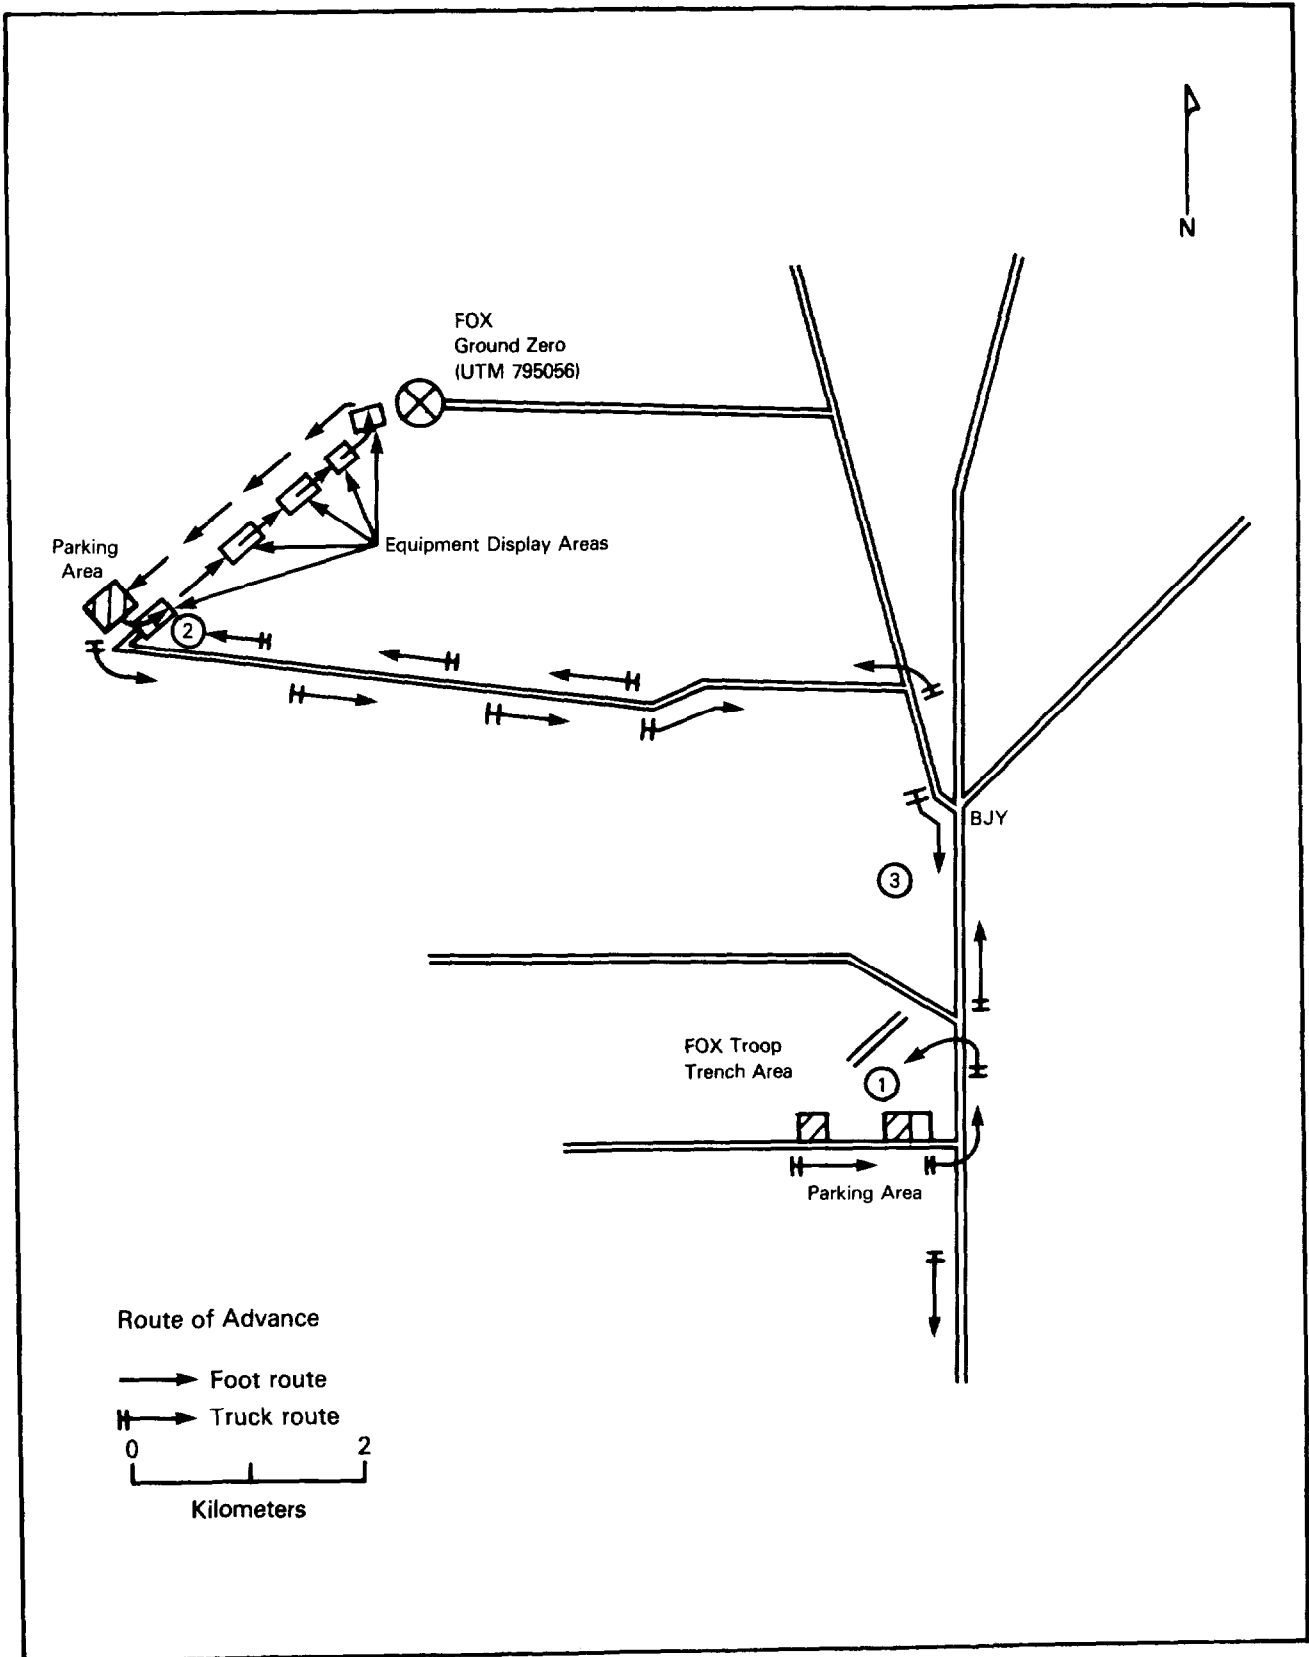 N
FOX
Ground Zero
(UTM 795056)
Parking
Area
Equipment Display Areas
2
BJY
3
FOX Troop
Trench Area
1
Parking Area
Route of Advance
Foot route
Truck route
0 2
Kilometers